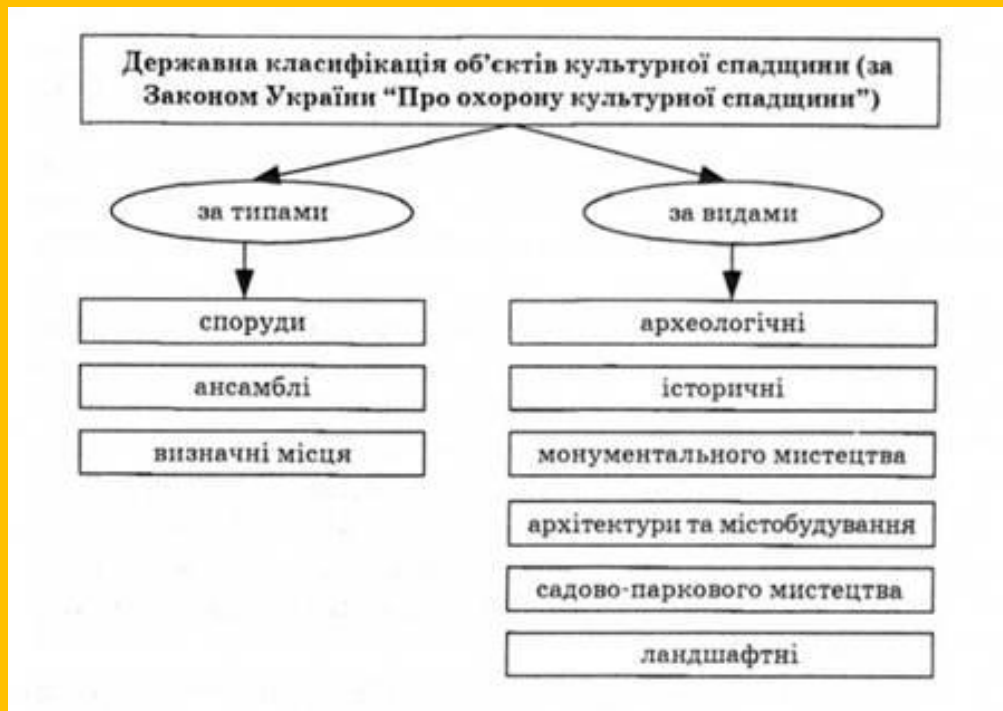 Державна класифікація об’єктів культурної спадщини (за
Законом України “Про охорону культурної спадщини”)
за типами
за видами
споруди
ансамблі
визначні місця
археологічні
історичні
монументального мистецтва
архітектури та містобудування
садово-паркового мистецтва
ландшафтні